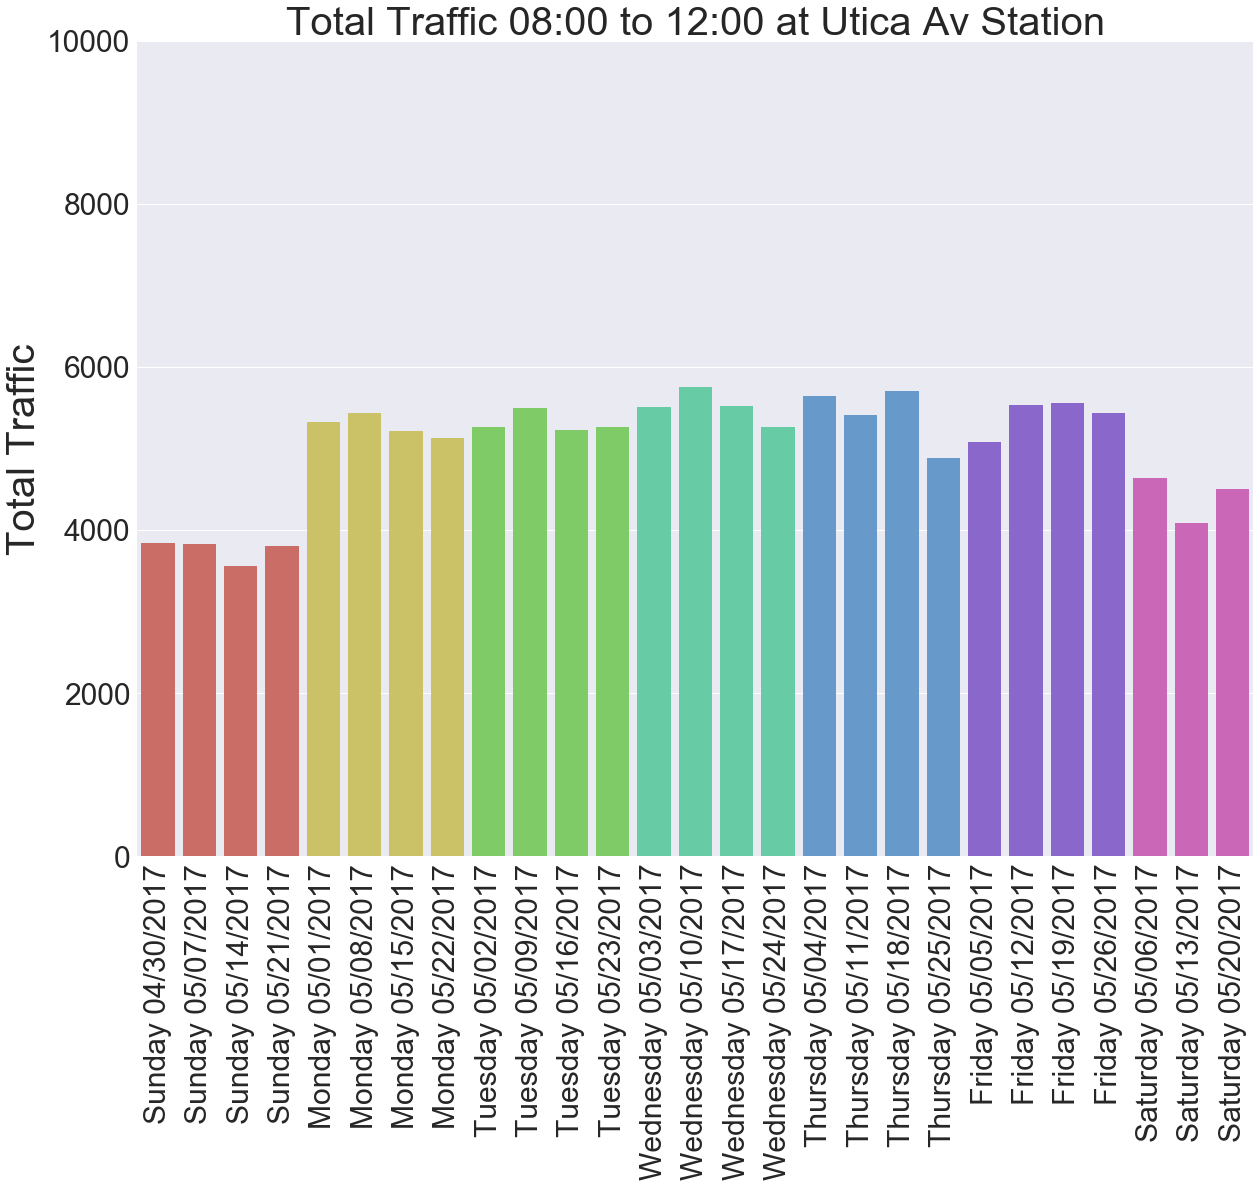 Total Traffic 08:00 to 12:00 at Utica Av Station
Total Traffic
10000
8000
6000
4000
2000
0
Sunday 04/30/2017
Sunday 05/07/2017
Sunday 05/14/2017
Sunday 05/21/2017
Monday 05/01/2017
Monday 05/08/2017
Monday 05/15/2017
Monday 05/22/2017
Tuesday 05/02/2017
Tuesday 05/09/2017
Tuesday 05/16/2017
Tuesday 05/23/2017
Wednesday 05/03/2017
Wednesday 05/10/2017
Wednesday 05/17/2017
Wednesday 05/24/2017
Thursday 05/04/2017
Thursday 05/11/2017
Thursday 05/18/2017
Thursday 05/25/2017
Friday 05/05/2017
Friday 05/12/2017
Friday 05/19/2017
Friday 05/26/2017
Saturday 05/06/2017
Saturday 05/13/2017
Saturday 05/20/2017